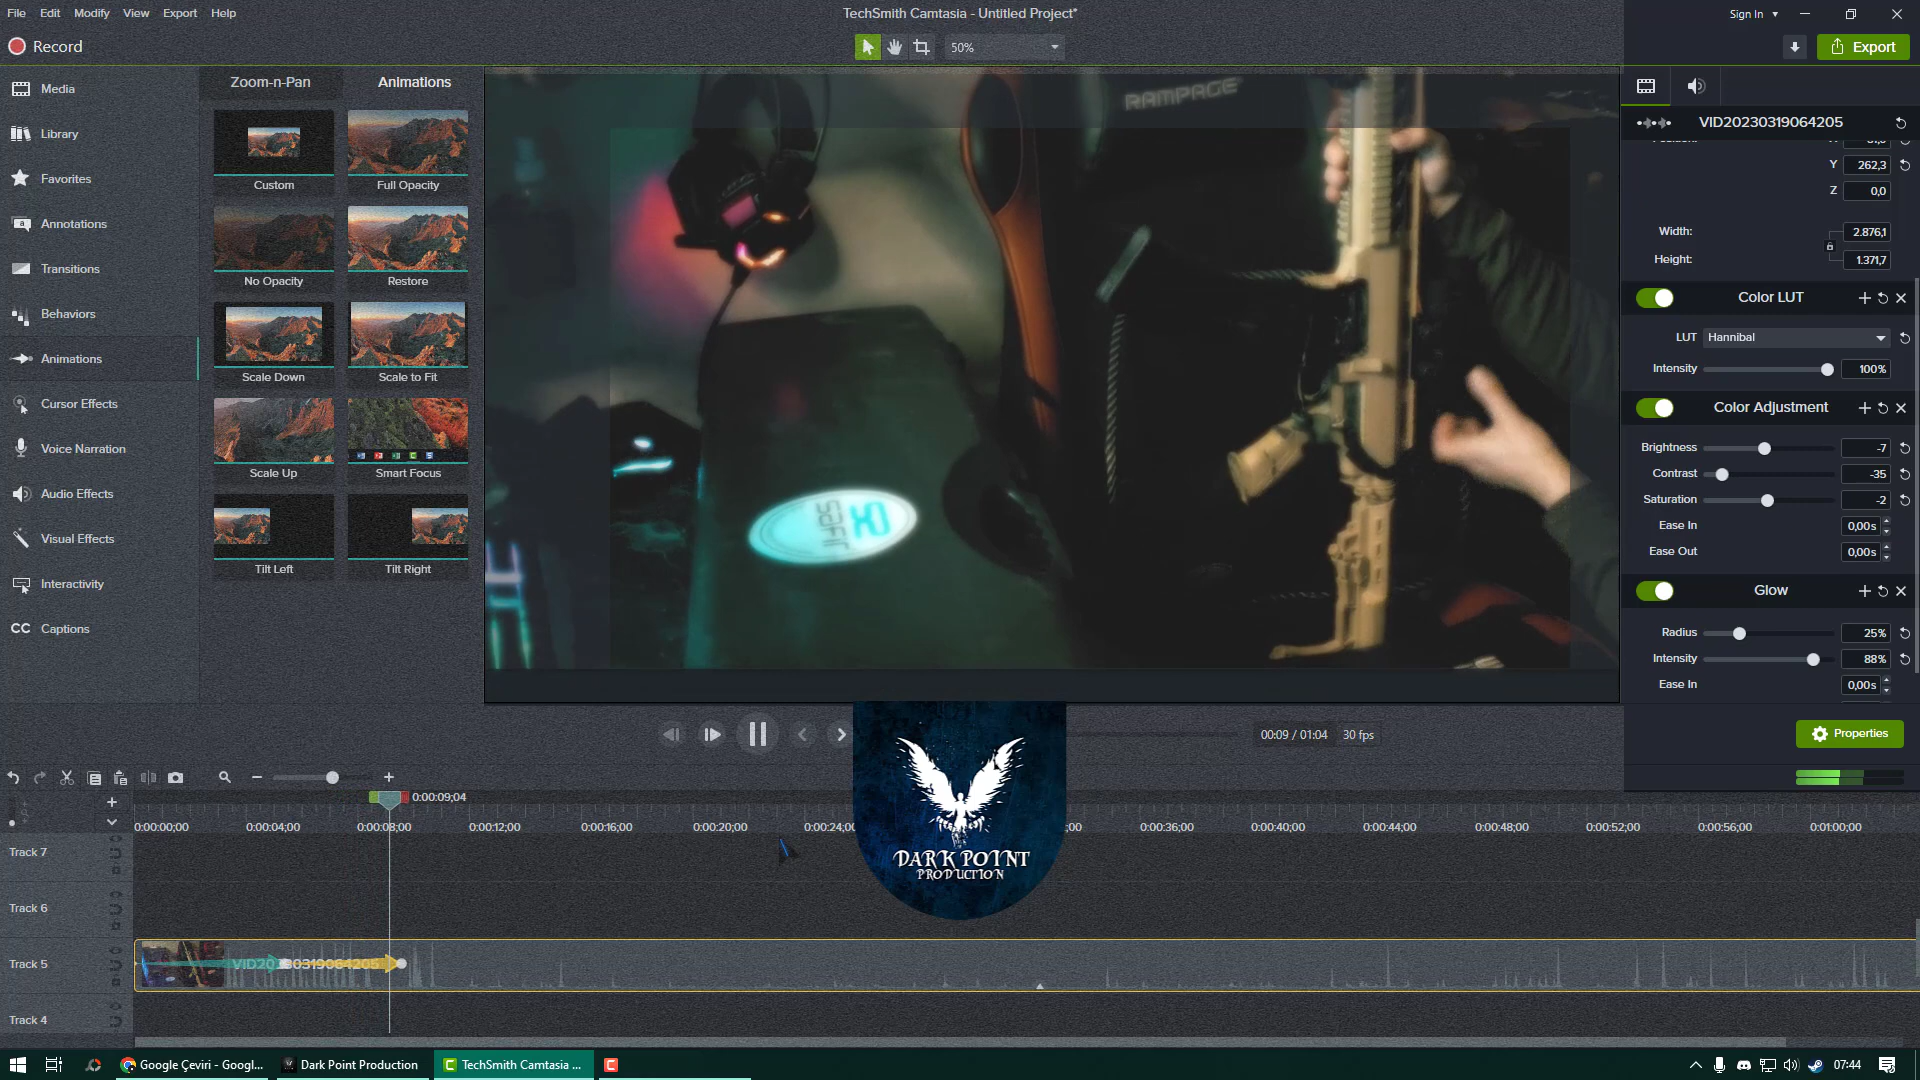 File Edit Modify View Export Help
TechSmith Camtasia - Untitled Project*
Sign In
Record
50%
Export
Media
Library
Favorites
Annotations
Transitions
Behaviors
Animations
Cursor Effects
Voice Narration
Audio Effects
Visual Effects
Interactivity
CC Captions
Zoom-n-Pan Animations
Custom Full Opacity
No Opacity Restore
Scale Down Scale to Fit
Scale Up Smart Focus
Tilt Left Tilt Right
RAMPAGE
SAFIR
VID20230319064205
Y 262,3
Z 0,0
Width: 2.876,1
Height: 1.371,7
Color LUT
LUT Hannibal
Intensity 100%
Color Adjustment
Brightness -7
Contrast -35
Saturation -2
Ease In 0,00s
Ease Out 0,00s
Glow
Radius 25%
Intensity 88%
Ease In 0,00s
00:09 / 01:04 30 fps
Properties
DARK POINT
PRODUCTION
0:00:09;04
0:00:00;00 0:00:04;00 0:00:08;00 0:00:12;00 0:00:16;00 0:00:20;00 0:00:24;00 0:00:36;00 0:00:40;00 0:00:44;00 0:00:48;00 0:00:52;00 0:00:56;00 0:01:00;00
Track 7
Track 6
Track 5
VID20230319064205
Track 4
Google Çeviri - Googl... Dark Point Production TechSmith Camtasia ... 07:44